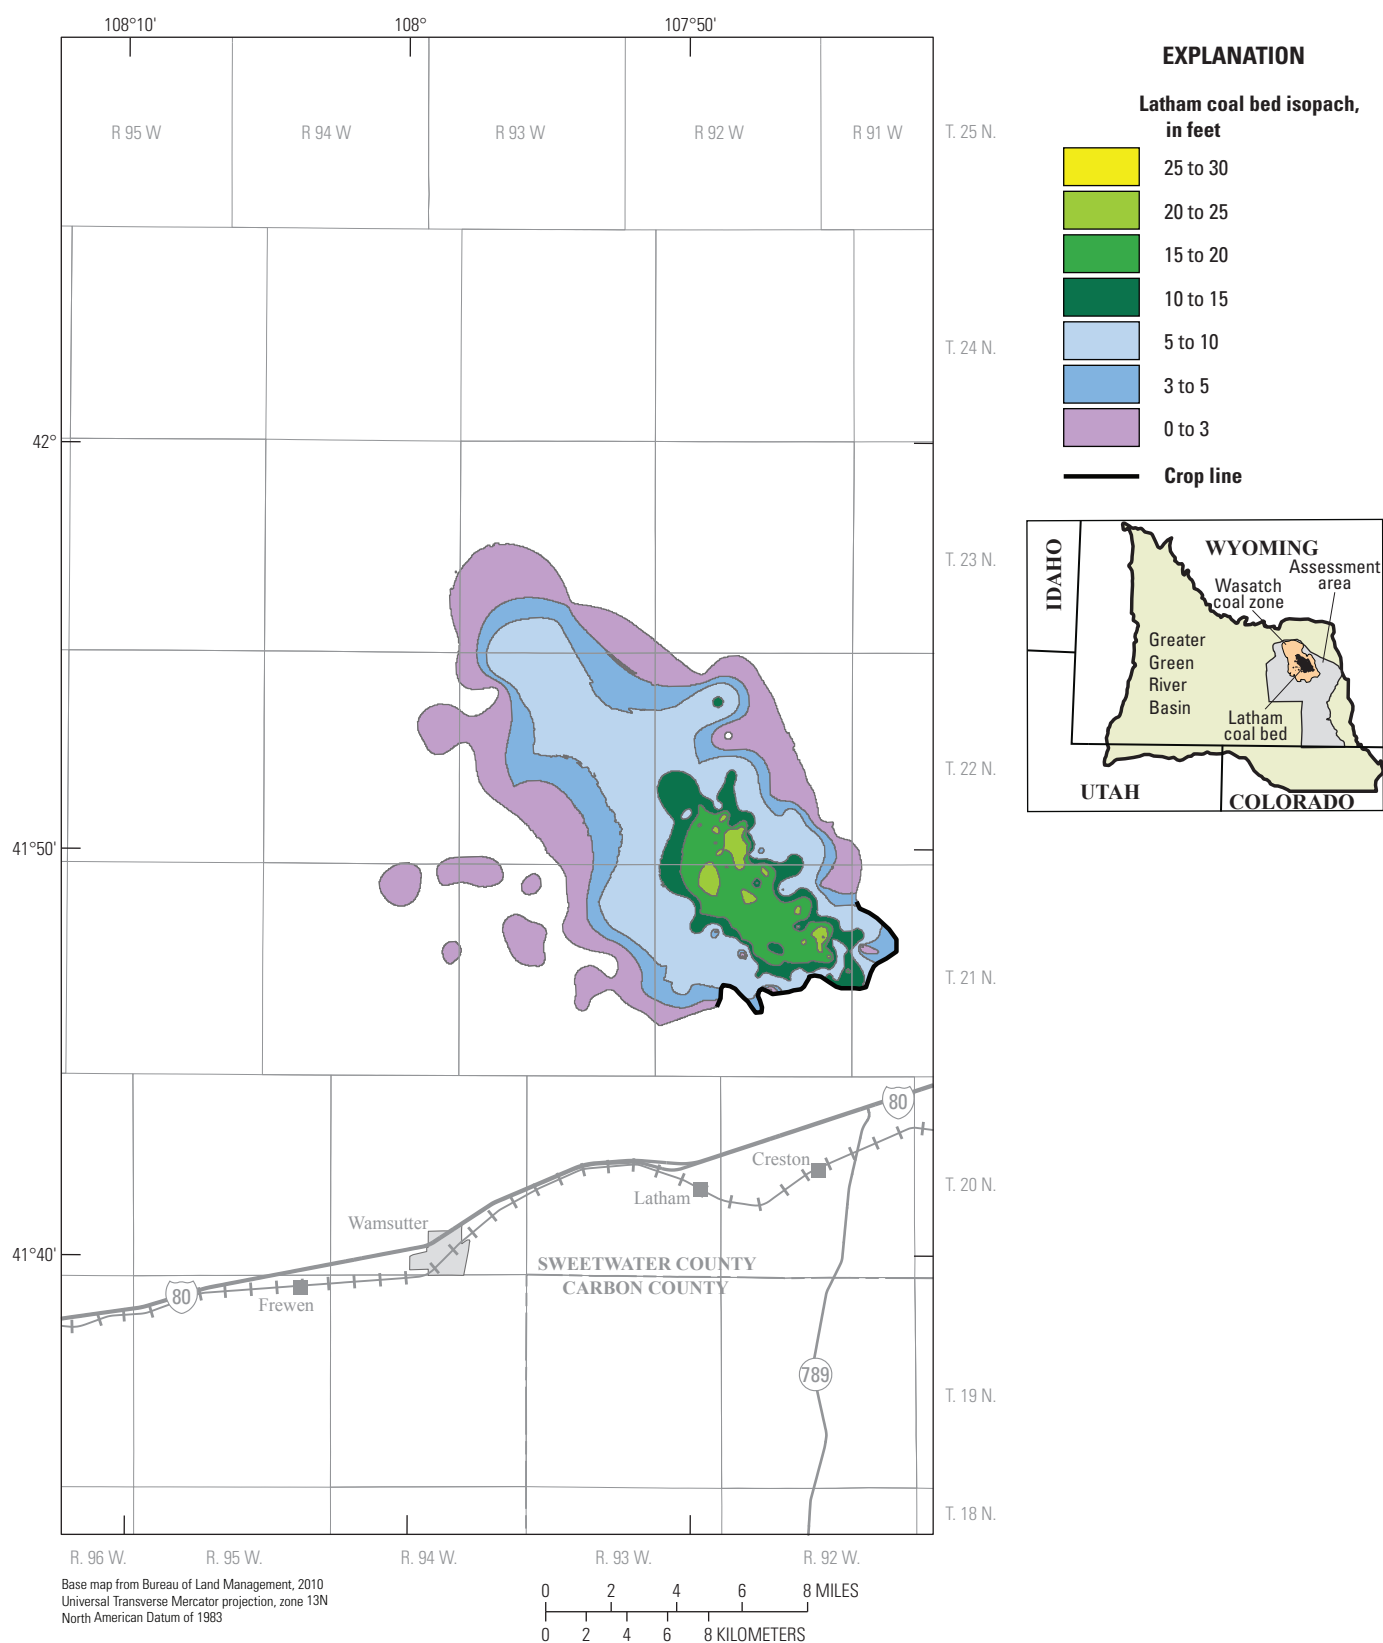 108°10'
108°
107°50'
R 95 W
R 94 W
R 93 W
R 92 W
R 91 W
T. 25 N.
T. 24 N.
42°
T. 23 N.
T. 22 N.
41°50'
T. 21 N.
80
Creston
Latham
T. 20 N.
Wamsutter
41°40'
SWEETWATER COUNTY
CARBON COUNTY
80
Frewen
789
T. 19 N.
T. 18 N.
R. 96 W.
R. 95 W.
R. 94 W.
R. 93 W.
R. 92 W.
Base map from Bureau of Land Management, 2010
Universal Transverse Mercator projection, zone 13N
North American Datum of 1983
0 2 4 6 8 MILES
0 2 4 6 8 KILOMETERS
EXPLANATION
Latham coal bed isopach,
in feet
25 to 30
20 to 25
15 to 20
10 to 15
5 to 10
3 to 5
0 to 3
Crop line
IDAHO
WYOMING
Assessment
area
Wasatch
coal zone
Greater
Green
River
Basin
Latham
coal bed
UTAH
COLORADO